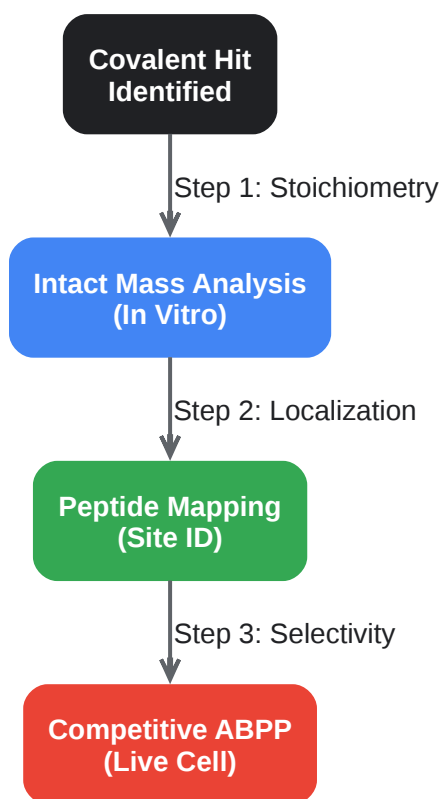 Covalent Hit
Identified
Step 1: Stoichiometry
Intact Mass Analysis
(In Vitro)
Step 2: Localization
Peptide Mapping
(Site ID)
Step 3: Selectivity
Competitive ABPP
(Live Cell)